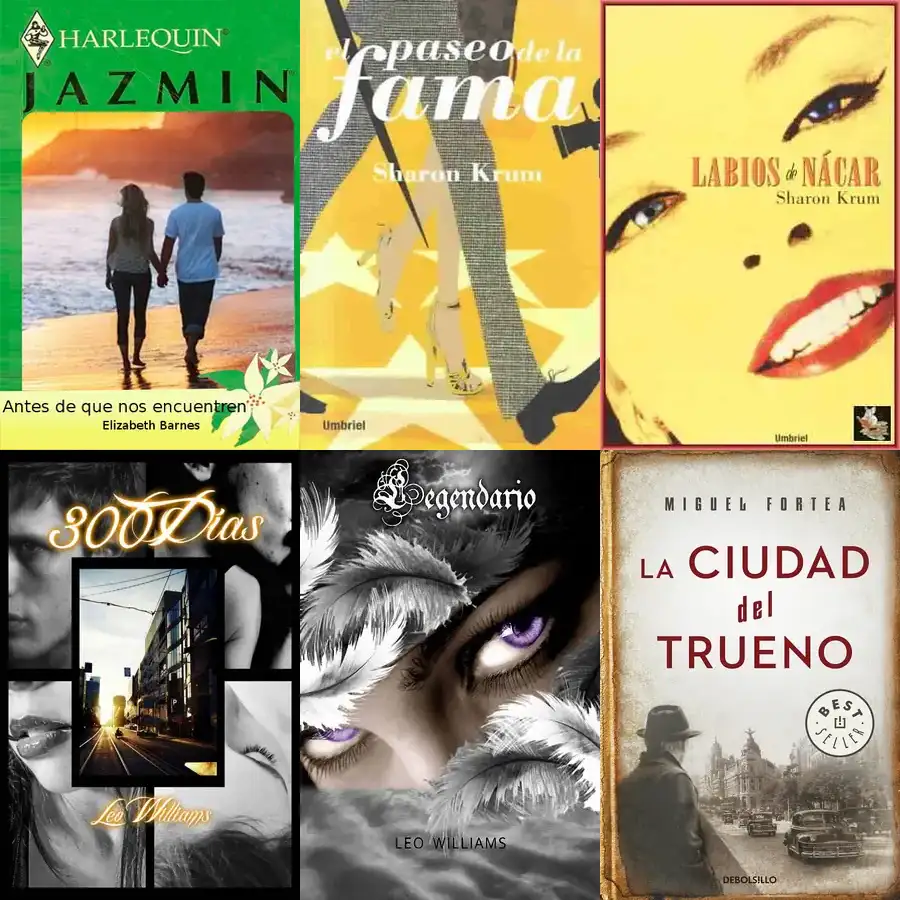 HARLEQUIN®
JAZMIN
Antes de que nos encuentren
Elizabeth Barnes
el paseo de la
fama
Sharon Krum
Umbriel
LABIOS de NÁCAR
Sharon Krum
Umbriel
300 Días
Leo Williams
Legendario
LEO WILLIAMS
MIGUEL FORTEA
LA CIUDAD
del
TRUENO
BEST
SELLER
DEBOLSILLO